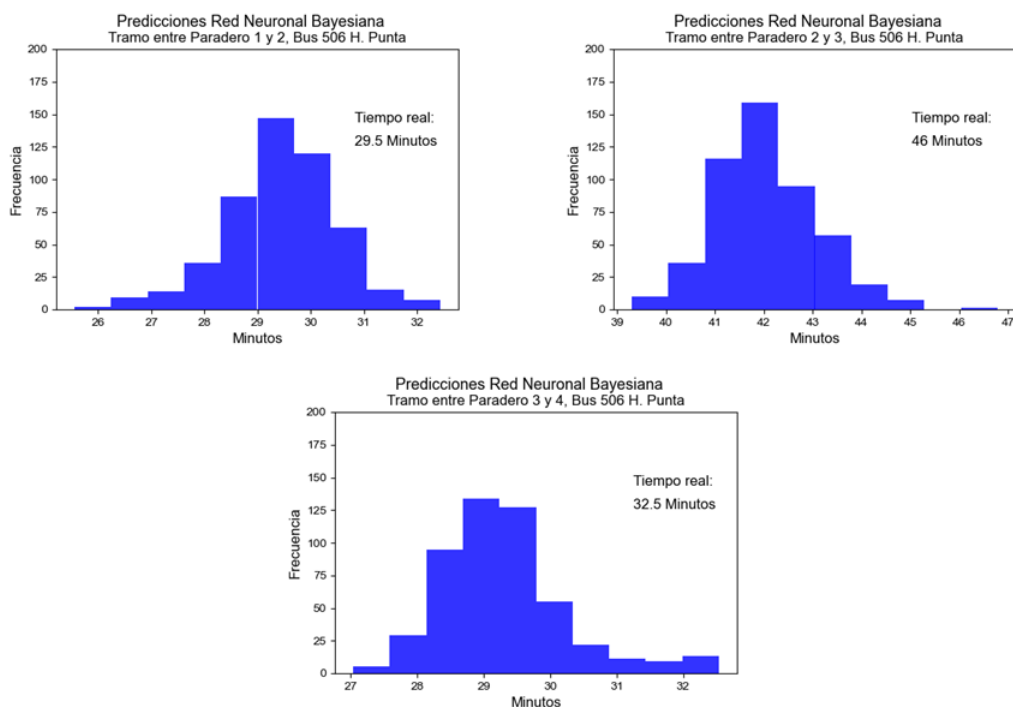 Predicciones Red Neuronal Bayesiana
Tramo entre Paradero 1 y 2, Bus 506 H. Punta
200
175
150
125
100
75
50
25
0
Frecuencia
Tiempo real:
29.5 Minutos
26 27 28 29 30 31 32
Minutos
Predicciones Red Neuronal Bayesiana
Tramo entre Paradero 2 y 3, Bus 506 H. Punta
200
175
150
125
100
75
50
25
0
Frecuencia
Tiempo real:
46 Minutos
39 40 41 42 43 44 45 46 47
Minutos
Predicciones Red Neuronal Bayesiana
Tramo entre Paradero 3 y 4, Bus 506 H. Punta
200
175
150
125
100
75
50
25
0
Frecuencia
Tiempo real:
32.5 Minutos
27 28 29 30 31 32
Minutos